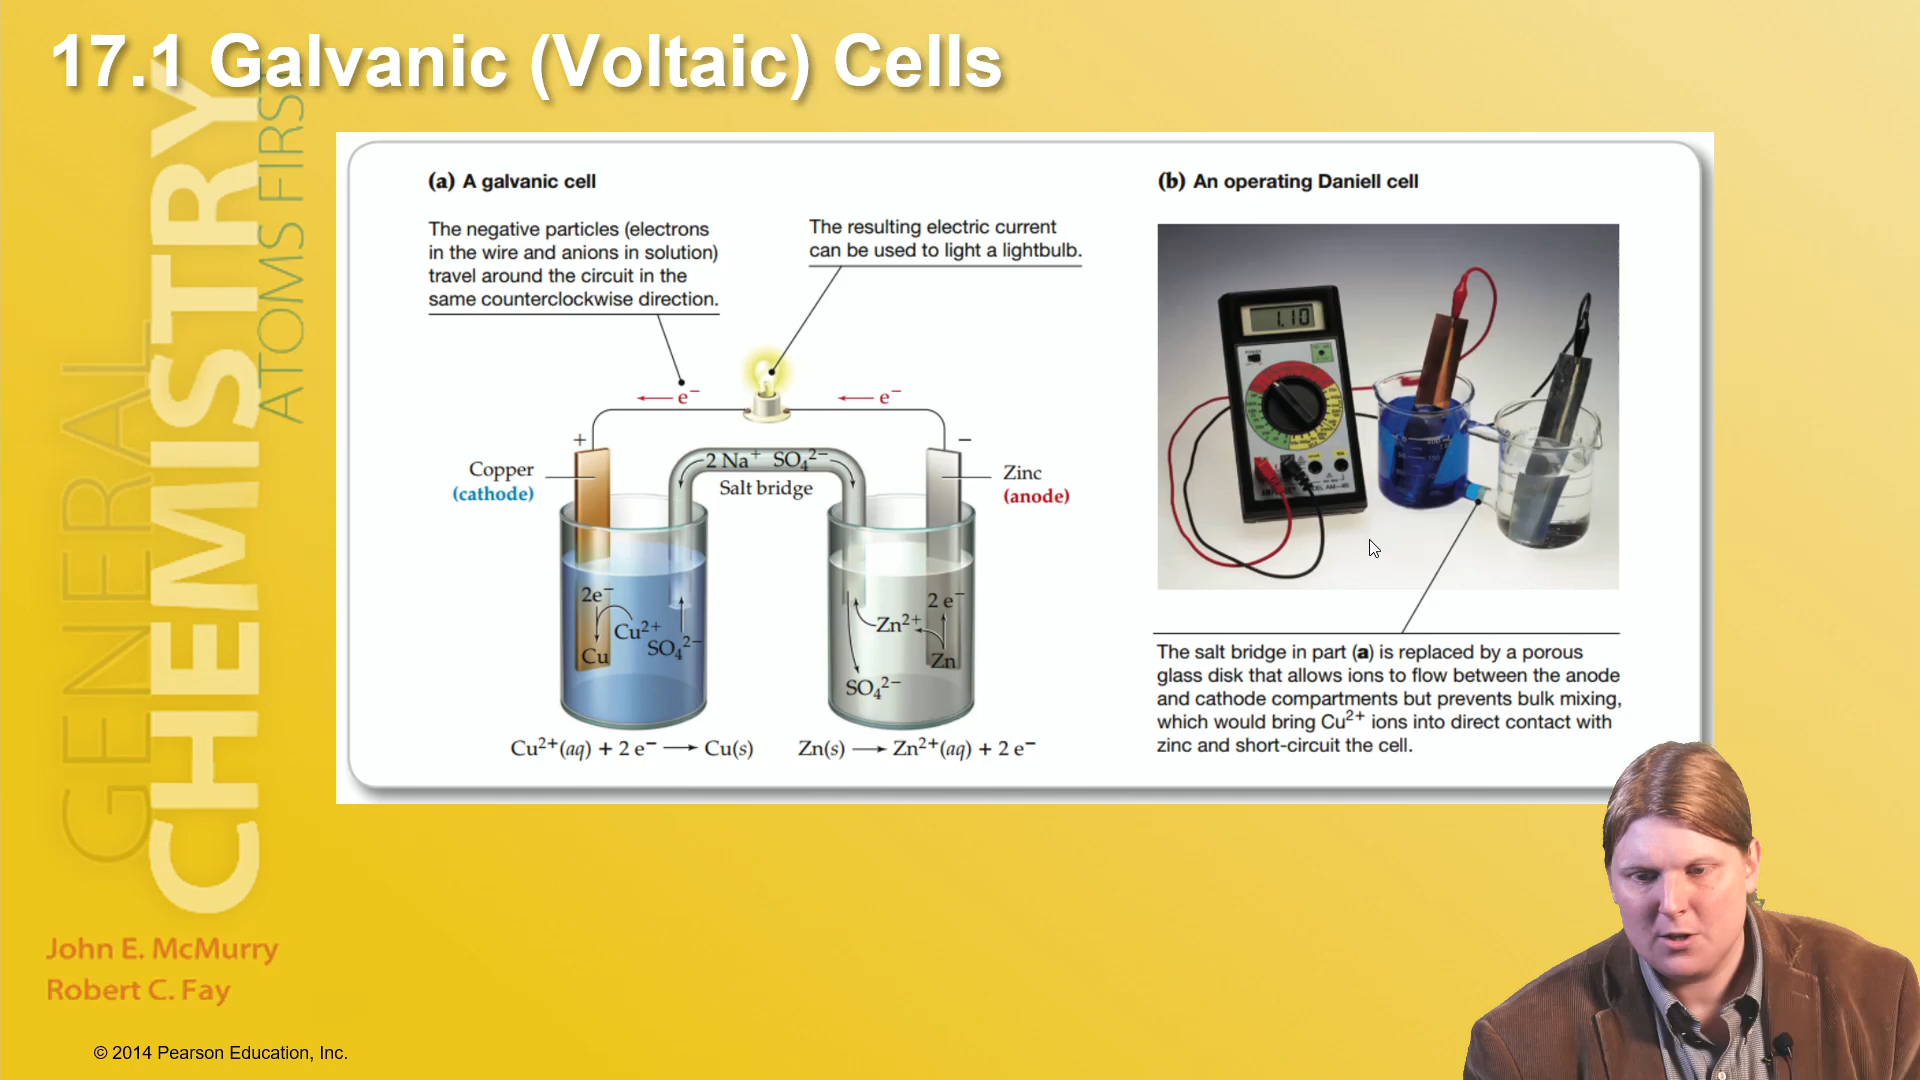 17.1 Galvanic (Voltaic) Cells
GENERAL
CHEMISTRY
ATOMS FIRST
John E. McMurry
Robert C. Fay
© 2014 Pearson Education, Inc.
(a) A galvanic cell
The negative particles (electrons
in the wire and anions in solution)
travel around the circuit in the
same counterclockwise direction.
The resulting electric current
can be used to light a lightbulb.
e⁻
e⁻
+
−
Copper
(cathode)
2 Na⁺ SO₄²⁻
Salt bridge
Zinc
(anode)
2e⁻
Cu²⁺
Cu
SO₄²⁻
2 e⁻
Zn²⁺
Zn
SO₄²⁻
Cu²⁺(aq) + 2 e⁻ ⟶ Cu(s)
Zn(s) ⟶ Zn²⁺(aq) + 2 e⁻
(b) An operating Daniell cell
1.10
The salt bridge in part (a) is replaced by a porous
glass disk that allows ions to flow between the anode
and cathode compartments but prevents bulk mixing,
which would bring Cu²⁺ ions into direct contact with
zinc and short-circuit the cell.